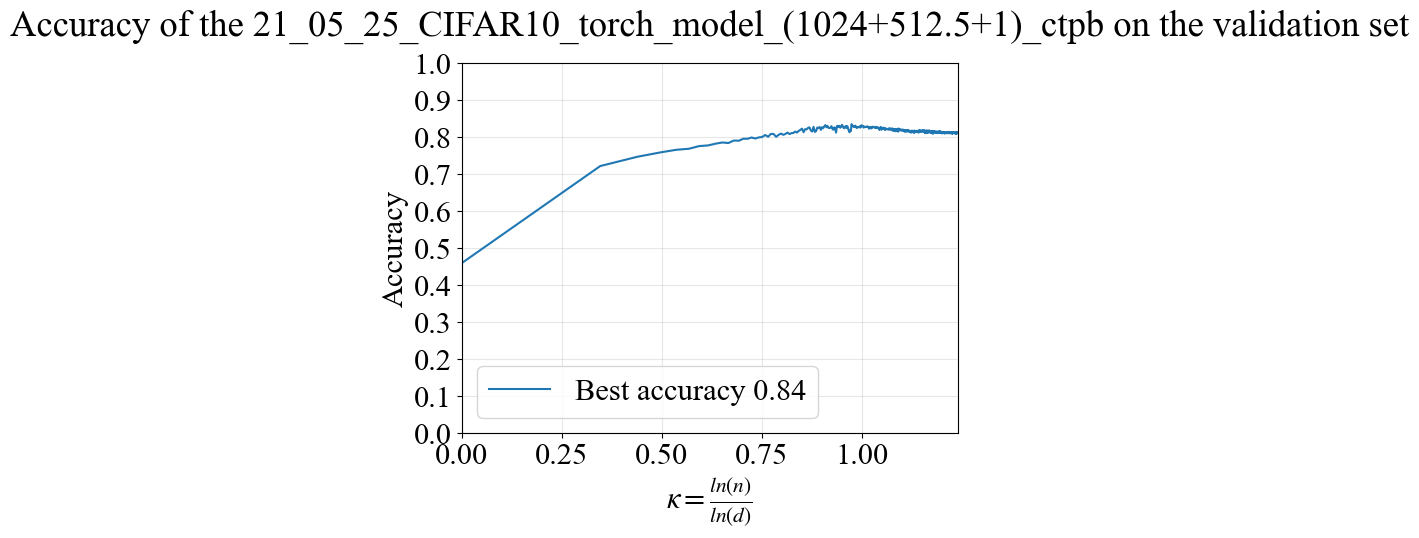 Accuracy of the 21_05_25_CIFAR10_torch_model_(1024+512.5+1)_ctpb on the validation set
1.0
0.9
0.8
0.7
0.6
0.5
0.4
0.3
0.2
0.1
0.0
Accuracy
Best accuracy 0.84
0.00 0.25 0.50 0.75 1.00
κ = ln(n) / ln(d)